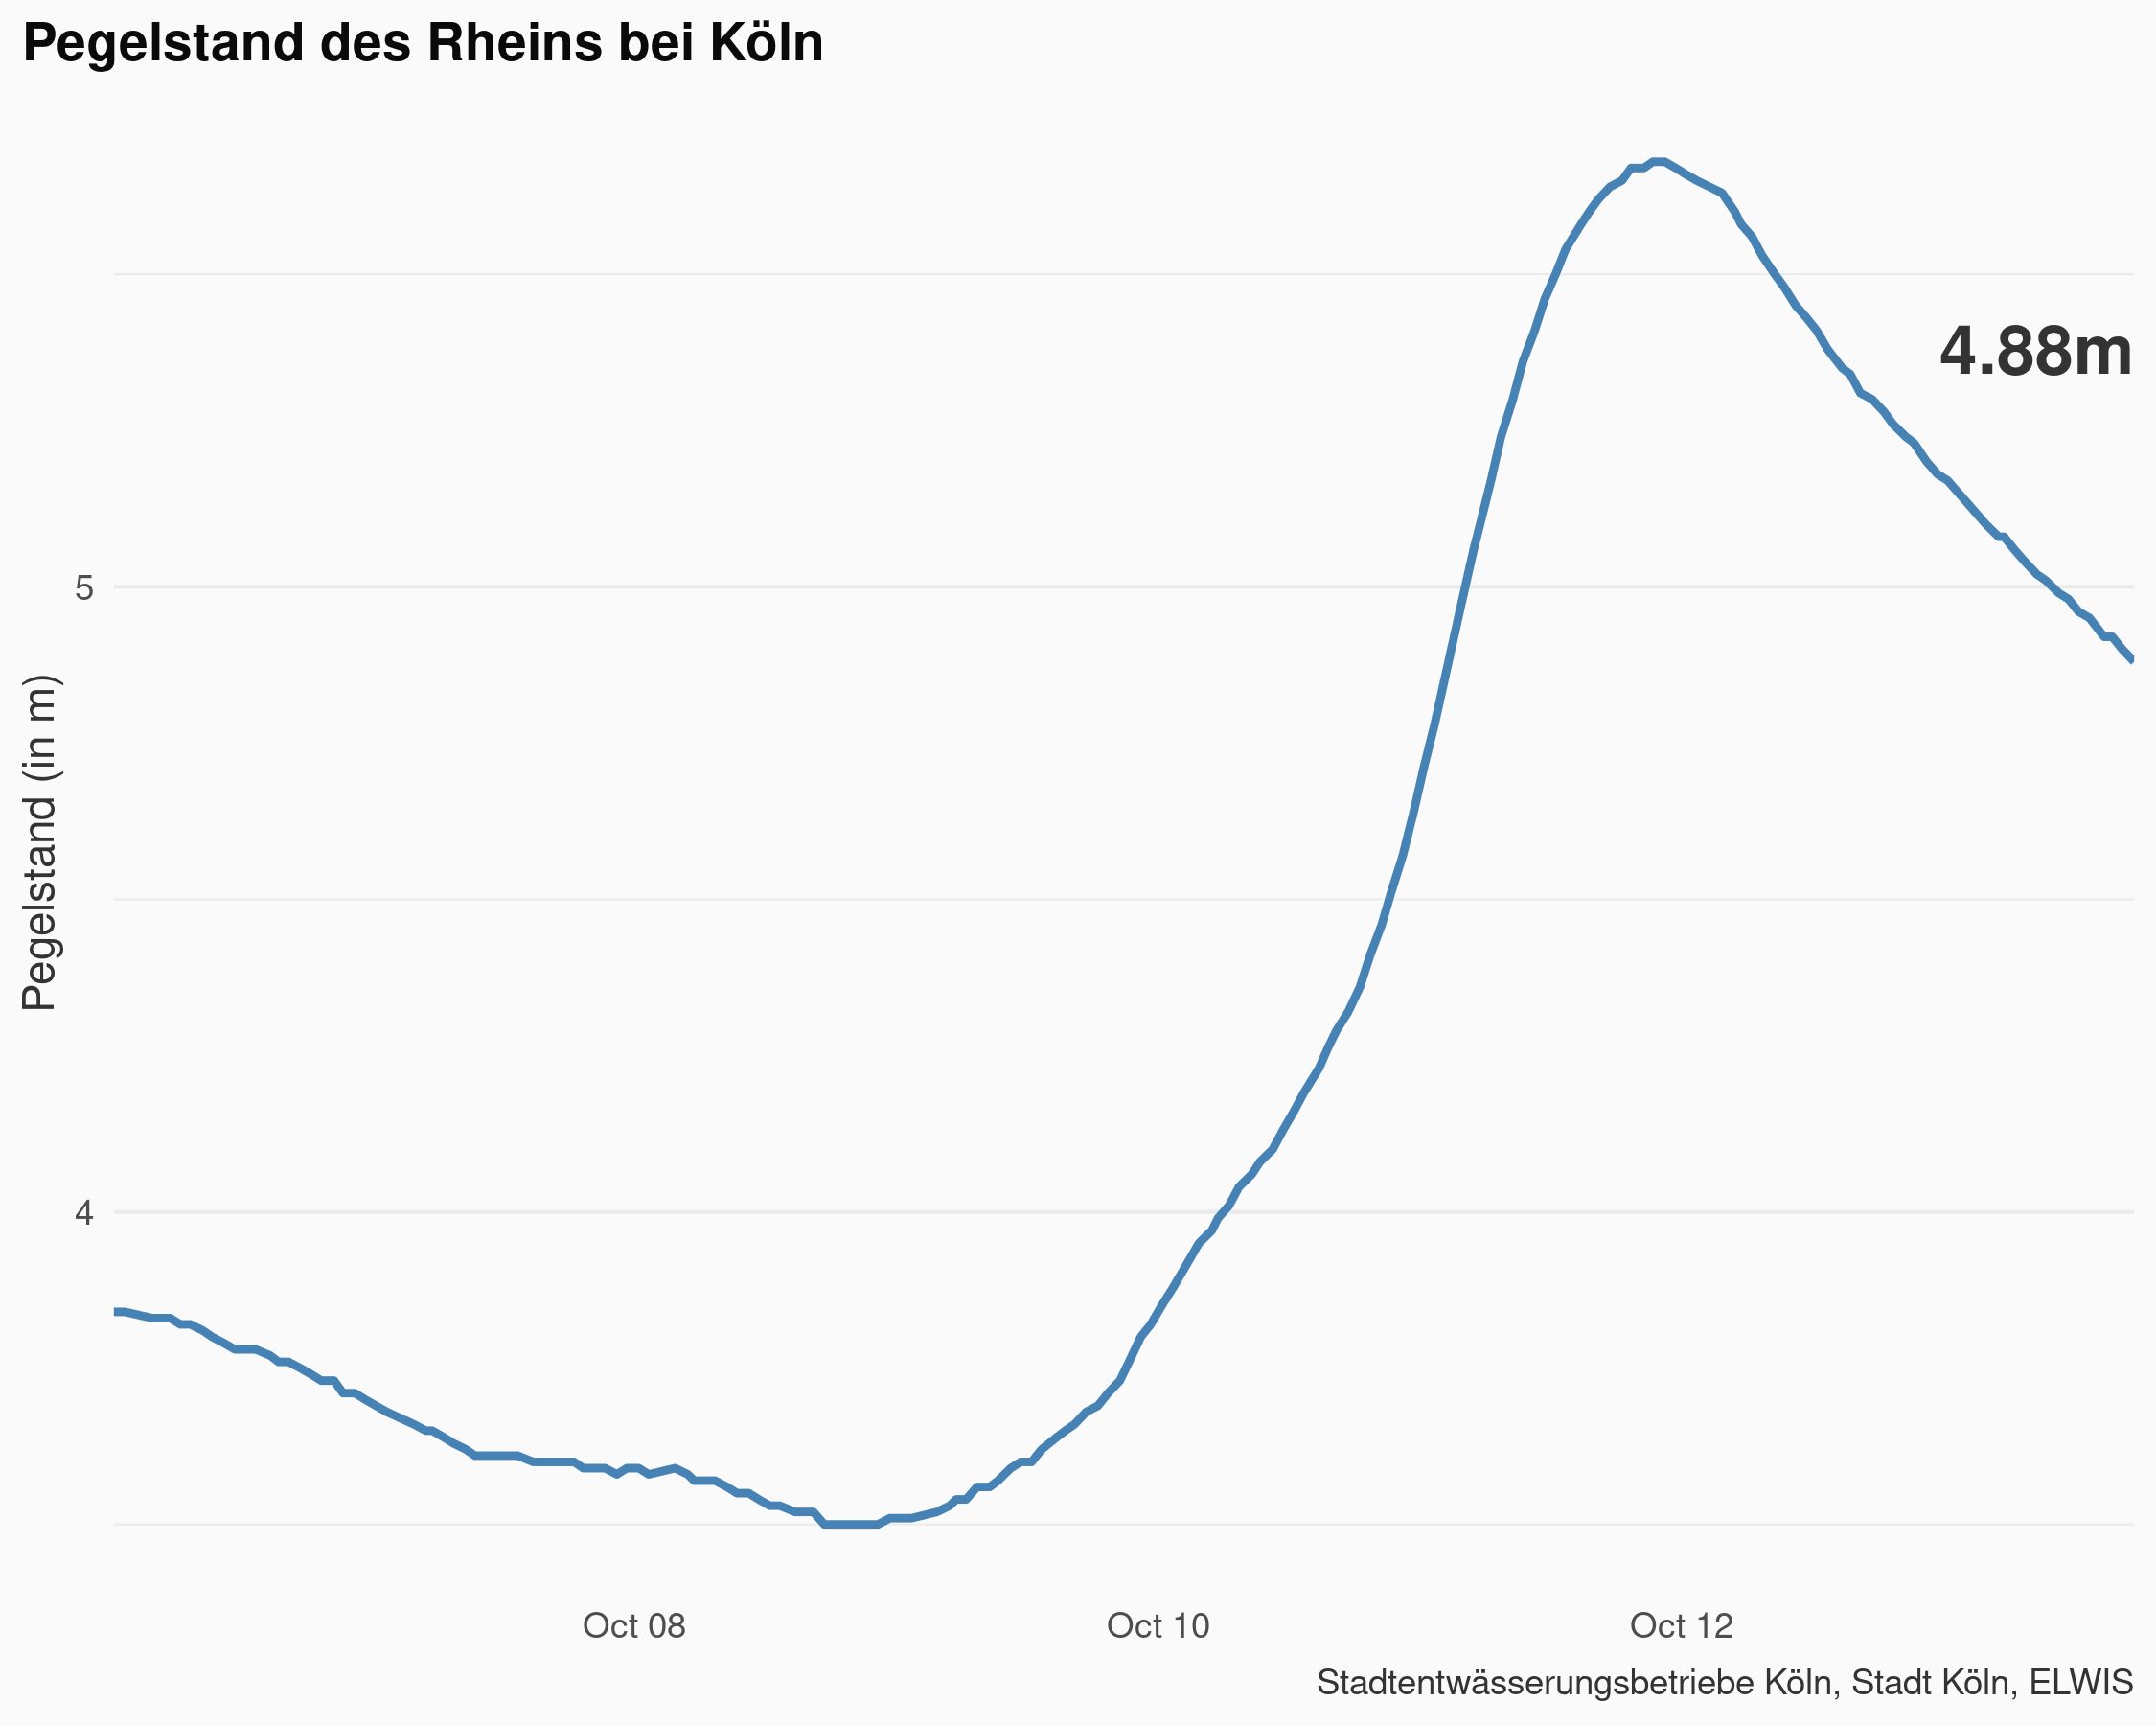 Pegelstand des Rheins bei Köln
4.88m
5
Pegelstand (in m)
4
Oct 08
Oct 10
Oct 12
Stadtentwässerungsbetriebe Köln, Stadt Köln, ELWIS